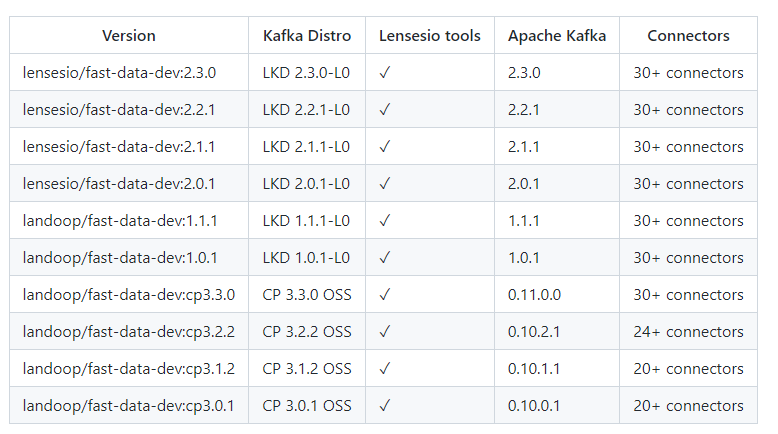 Version Kafka Distro Lensesio tools Apache Kafka Connectors
lensesio/fast-data-dev:2.3.0 LKD 2.3.0-L0 ✓ 2.3.0 30+ connectors
lensesio/fast-data-dev:2.2.1 LKD 2.2.1-L0 ✓ 2.2.1 30+ connectors
lensesio/fast-data-dev:2.1.1 LKD 2.1.1-L0 ✓ 2.1.1 30+ connectors
lensesio/fast-data-dev:2.0.1 LKD 2.0.1-L0 ✓ 2.0.1 30+ connectors
landoop/fast-data-dev:1.1.1 LKD 1.1.1-L0 ✓ 1.1.1 30+ connectors
landoop/fast-data-dev:1.0.1 LKD 1.0.1-L0 ✓ 1.0.1 30+ connectors
landoop/fast-data-dev:cp3.3.0 CP 3.3.0 OSS ✓ 0.11.0.0 30+ connectors
landoop/fast-data-dev:cp3.2.2 CP 3.2.2 OSS ✓ 0.10.2.1 24+ connectors
landoop/fast-data-dev:cp3.1.2 CP 3.1.2 OSS ✓ 0.10.1.1 20+ connectors
landoop/fast-data-dev:cp3.0.1 CP 3.0.1 OSS ✓ 0.10.0.1 20+ connectors